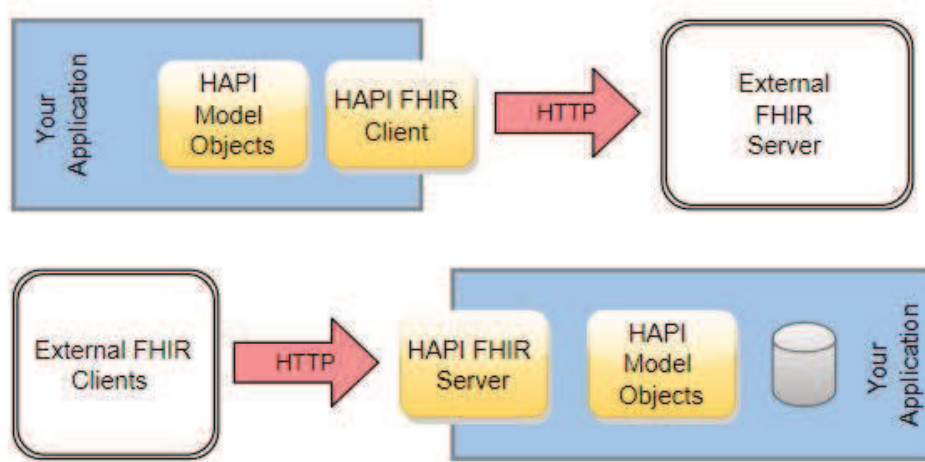 Your
Application
HAPI
Model
Objects
HAPI FHIR
Client
HTTP
External
FHIR
Server
External FHIR
Clients
HTTP
HAPI FHIR
Server
HAPI
Model
Objects
Your
Application